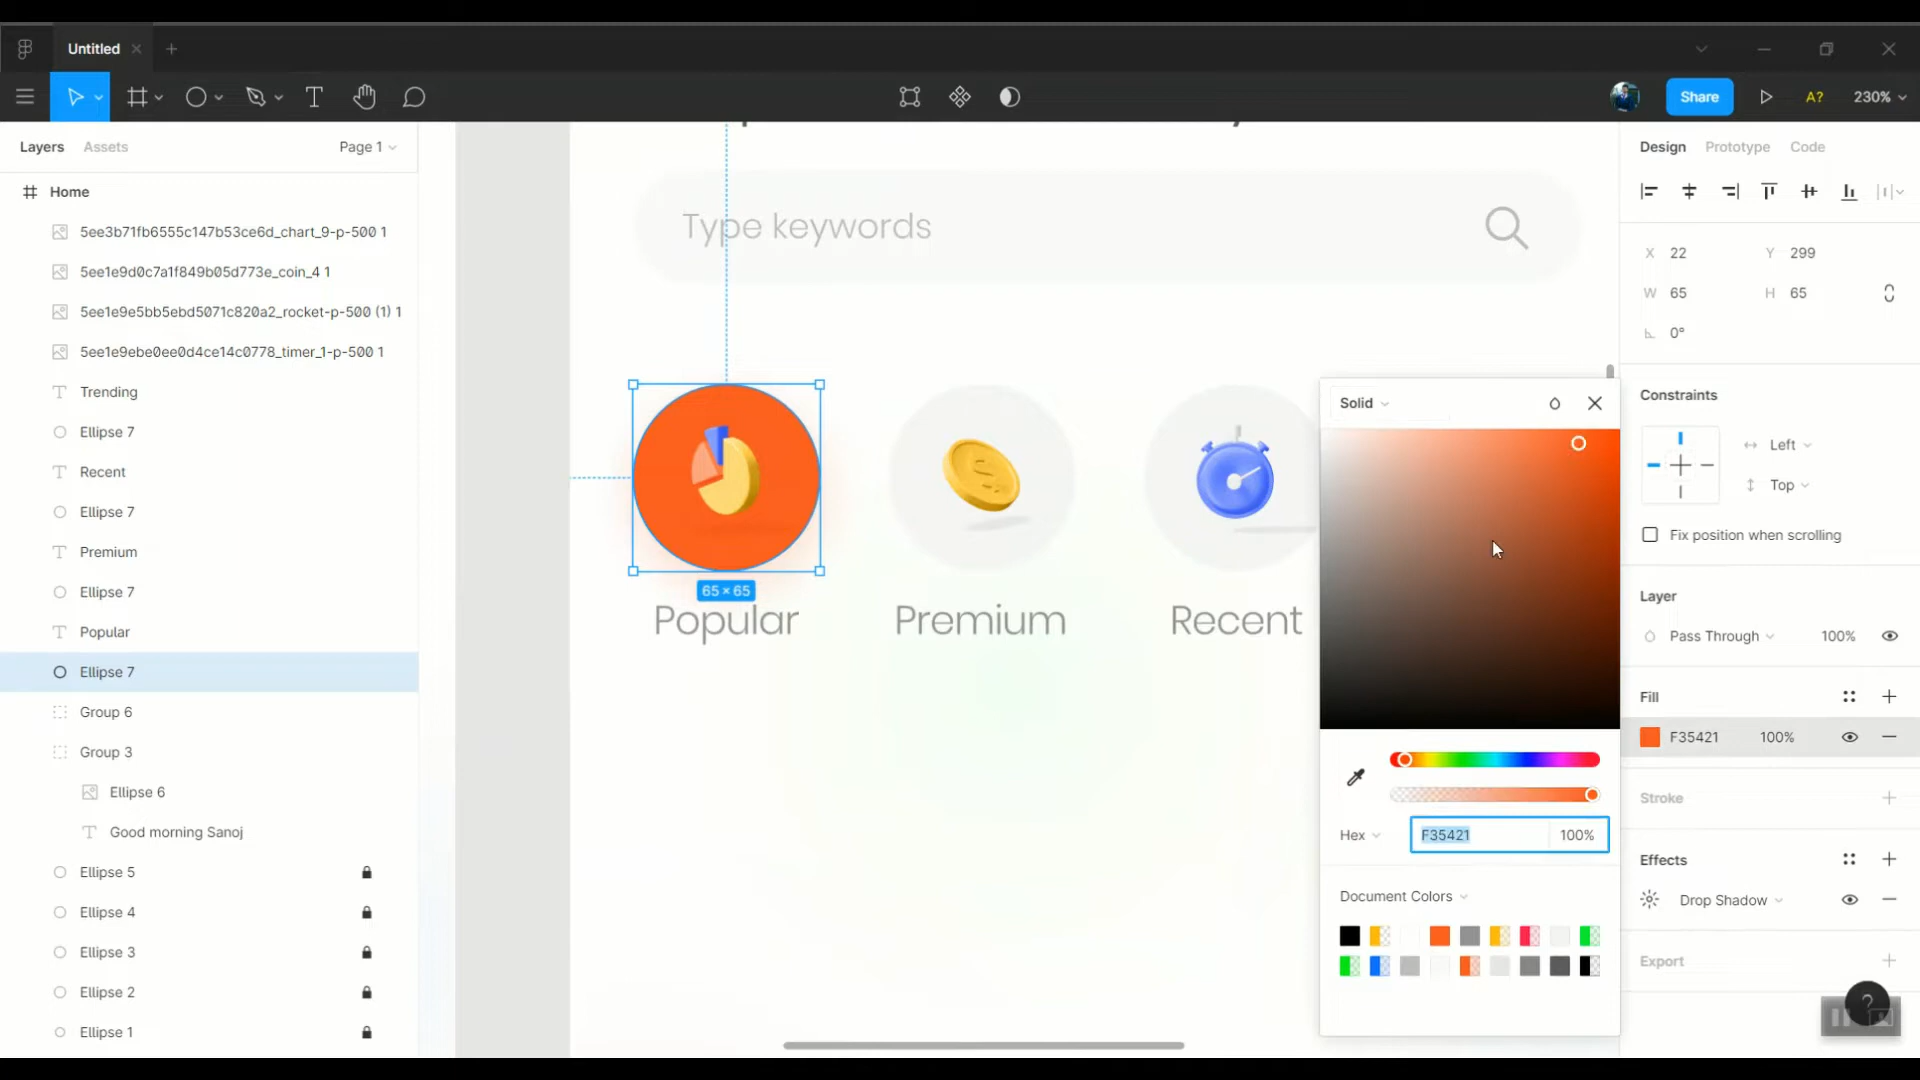 Untitled
Share
A?
230%
Layers
Assets
Page 1
Home
5ee3b71fb6555c147b53ce6d_chart_9-p-500 1
5ee1e9d0c7a1f849b05d773e_coin_4 1
5ee1e9e5bb5ebd5071c820a2_rocket-p-500 (1) 1
5ee1e9ebe0ee0d4ce14c0778_timer_1-p-500 1
Trending
Ellipse 7
Recent
Ellipse 7
Premium
Ellipse 7
Popular
Ellipse 7
Group 6
Group 3
Ellipse 6
Good morning Sanoj
Ellipse 5
Ellipse 4
Ellipse 3
Ellipse 2
Ellipse 1
Type keywords
65 × 65
Popular
Premium
Recent
Solid
Hex
F35421
100%
Document Colors
Design
Prototype
Code
X 22
Y 299
W 65
H 65
0°
Constraints
Left
Top
Fix position when scrolling
Layer
Pass Through
100%
Fill
F35421
100%
Stroke
Effects
Drop Shadow
Export
?